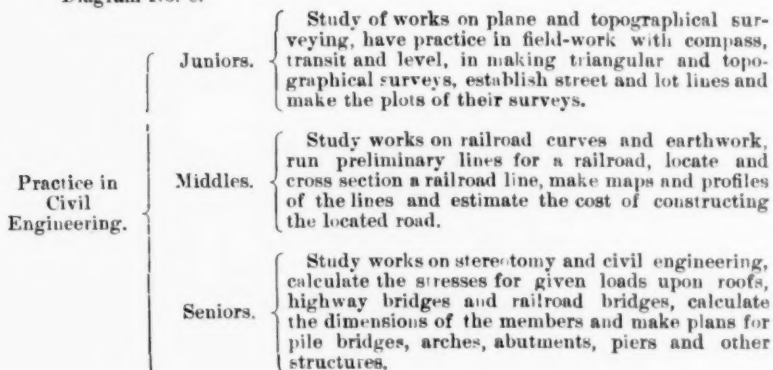 Juniors.
Study of works on plane and topographical sur-
veying, have practice in field-work with compass,
transit and level, in making triangular and topo-
graphical surveys, establish street and lot lines and
make the plots of their surveys.
Practice in
Civil
Engineering.
Middles.
Study works on railroad curves and earthwork,
run preliminary lines for a railroad, locate and
cross section a railroad line, make maps and profiles
of the lines and estimate the cost of constructing
the located road.
Seniors.
Study works on stereotomy and civil engineering,
calculate the stresses for given loads upon roofs,
highway bridges and railroad bridges, calculate
the dimensions of the members and make plans for
pile bridges, arches, abutments, piers and other
structures.